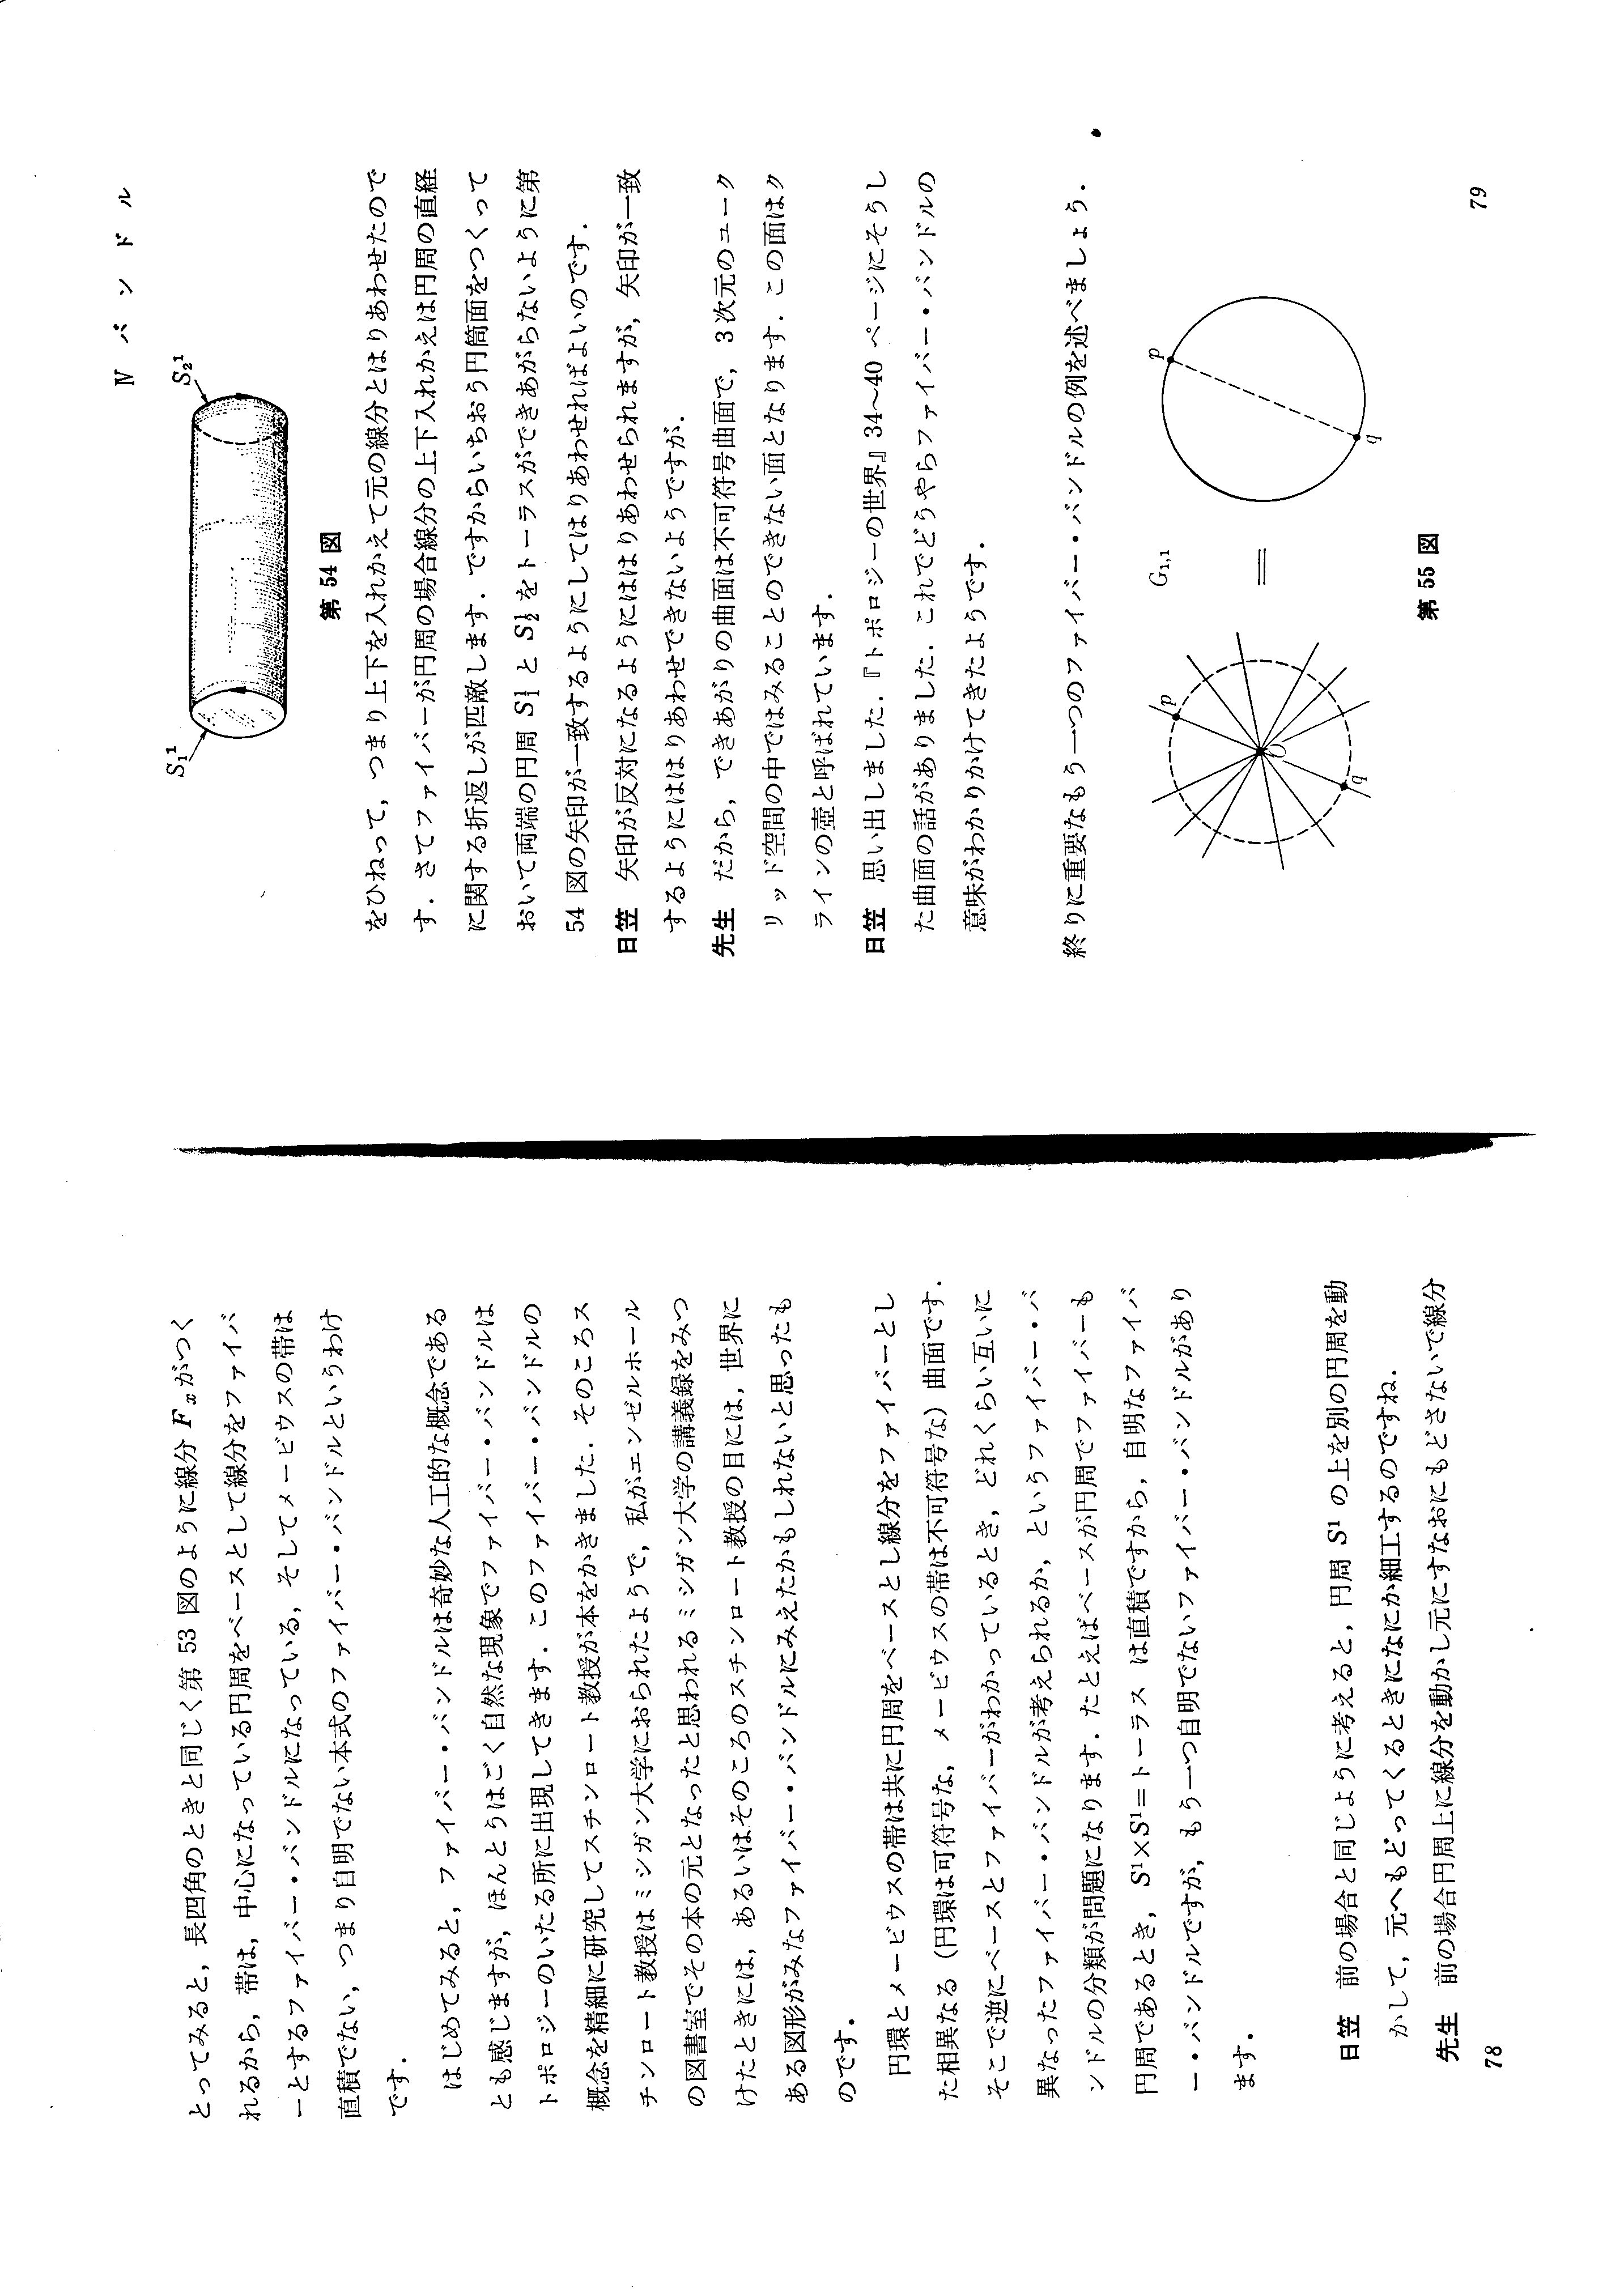 とってみると，長四角のときと同じく第 53 図のように線分 Fxがつく
れるから，帯は，中心になっている円周をベースとして線分をファイバ
ーとするファイバー・バンドルになっている，そしてメービウスの帯は
直積でない，つまり自明でない本式のファイバー・バンドルというわけ
です．
はじめてみると，ファイバー・バンドルは奇妙な人工的な概念である
とも感じますが，ほんとうはごく自然な現象でファイバー・バンドルは
トポロジーのいたる所に出現してきます．このファイバー・バンドルの
概念を精細に研究してスチンロート教授が本をかきました．そのころス
チンロート教授はミシガン大学におられたようで，私がエンゼルホール
の図書室でその本の元となったと思われるミシガン大学の講義録をみつ
けたときには，あるいはそのころのスチンロート教授の目には，世界に
ある図形がみなファイバー・バンドルにみえたかもしれないと思ったも
のです．
円環とメービウスの帯は共に円周をベースとし線分をファイバーとし
た相異なる（円環は可符号な，メービウスの帯は不可符号な）曲面です．
そこで逆にベースとファイバーがわかっているとき，どれくらい互いに
異なったファイバー・バンドルが考えられるか，というファイバー・バ
ンドルの分類が問題になります．たとえばベースが円周でファイバーも
円周であるとき，S¹×S¹＝トーラス は直積ですから，自明なファイバ
ー・バンドルですが，もう一つ自明でないファイバー・バンドルがあり
ます．
日笠 前の場合と同じように考えると，円周 S¹ の上を別の円周を動
かして，元へもどってくるときになにか細工するのですね．
先生 前の場合円周上に線分を動かし元にすなおにもどさないで線分
78
Ⅳ バンドル
S₁¹
S₂¹
第 54 図
をひねって，つまり上下を入れかえて元の線分とはりあわせたので
す．さてファイバーが円周の場合線分の上下入れかえは円周の直経
に関する折返しが匹敵します．ですからいちおう円筒面をつくって
おいて両端の円周 S₁¹ と S₂¹ をトーラスができあがらないように第
54 図の矢印が一致するようにしてはりあわせればよいのです．
日笠 矢印が反対になるようにははりあわせられますが，矢印が一致
するようにははりあわせできないようですが．
先生 だから，できあがりの曲面は不可符号曲面で，3 次元のユーク
リッド空間の中ではみることのできない面となります．この面はク
ラインの壺と呼ばれています．
日笠 思い出しました．『トポロジーの世界』34～40 ページにそうし
た曲面の話がありました．これでどうやらファイバー・バンドルの
意味がわかりかけてきたようです．
終りに重要なもう一つのファイバー・バンドルの例を述べましょう．
p
O
q
G₁,₁
＝
p
q
第 55 図
79